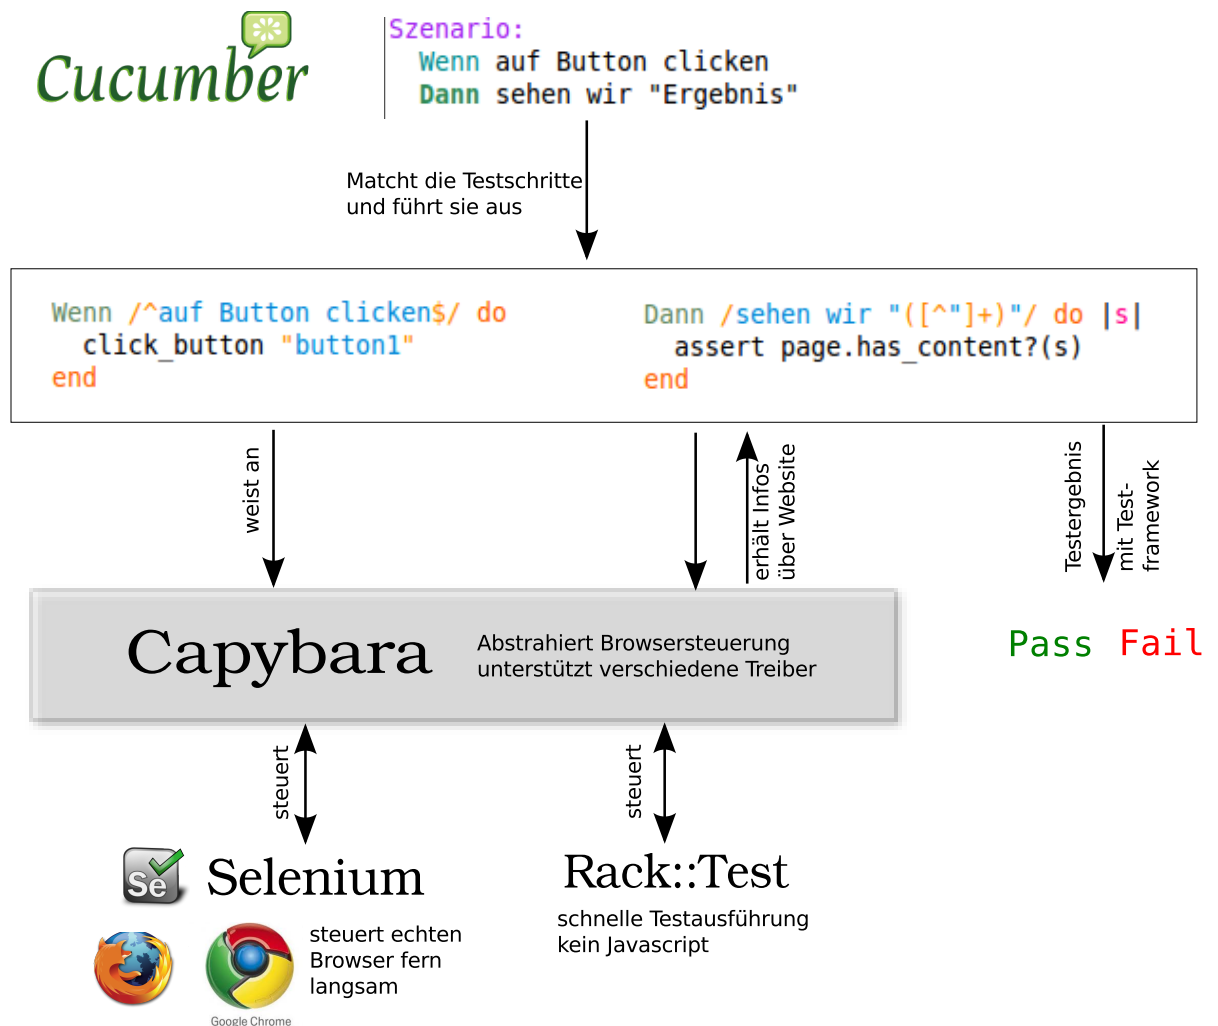 Cucumber
Szenario:
Wenn auf Button clicken
Dann sehen wir "Ergebnis"
Matcht die Testschritte
und führt sie aus
Wenn /^auf Button clicken$/ do
click_button "button1"
end
Dann /sehen wir "([^"]+)"/ do |s|
assert page.has_content?(s)
end
weist an
erhält Infos
über Website
Testergebnis
mit Test-
framework
Capybara
Abstrahiert Browsersteuerung
unterstützt verschiedene Treiber
Pass Fail
steuert
steuert
Se
Selenium
steuert echten
Browser fern
langsam
Google Chrome
Rack::Test
schnelle Testausführung
kein Javascript